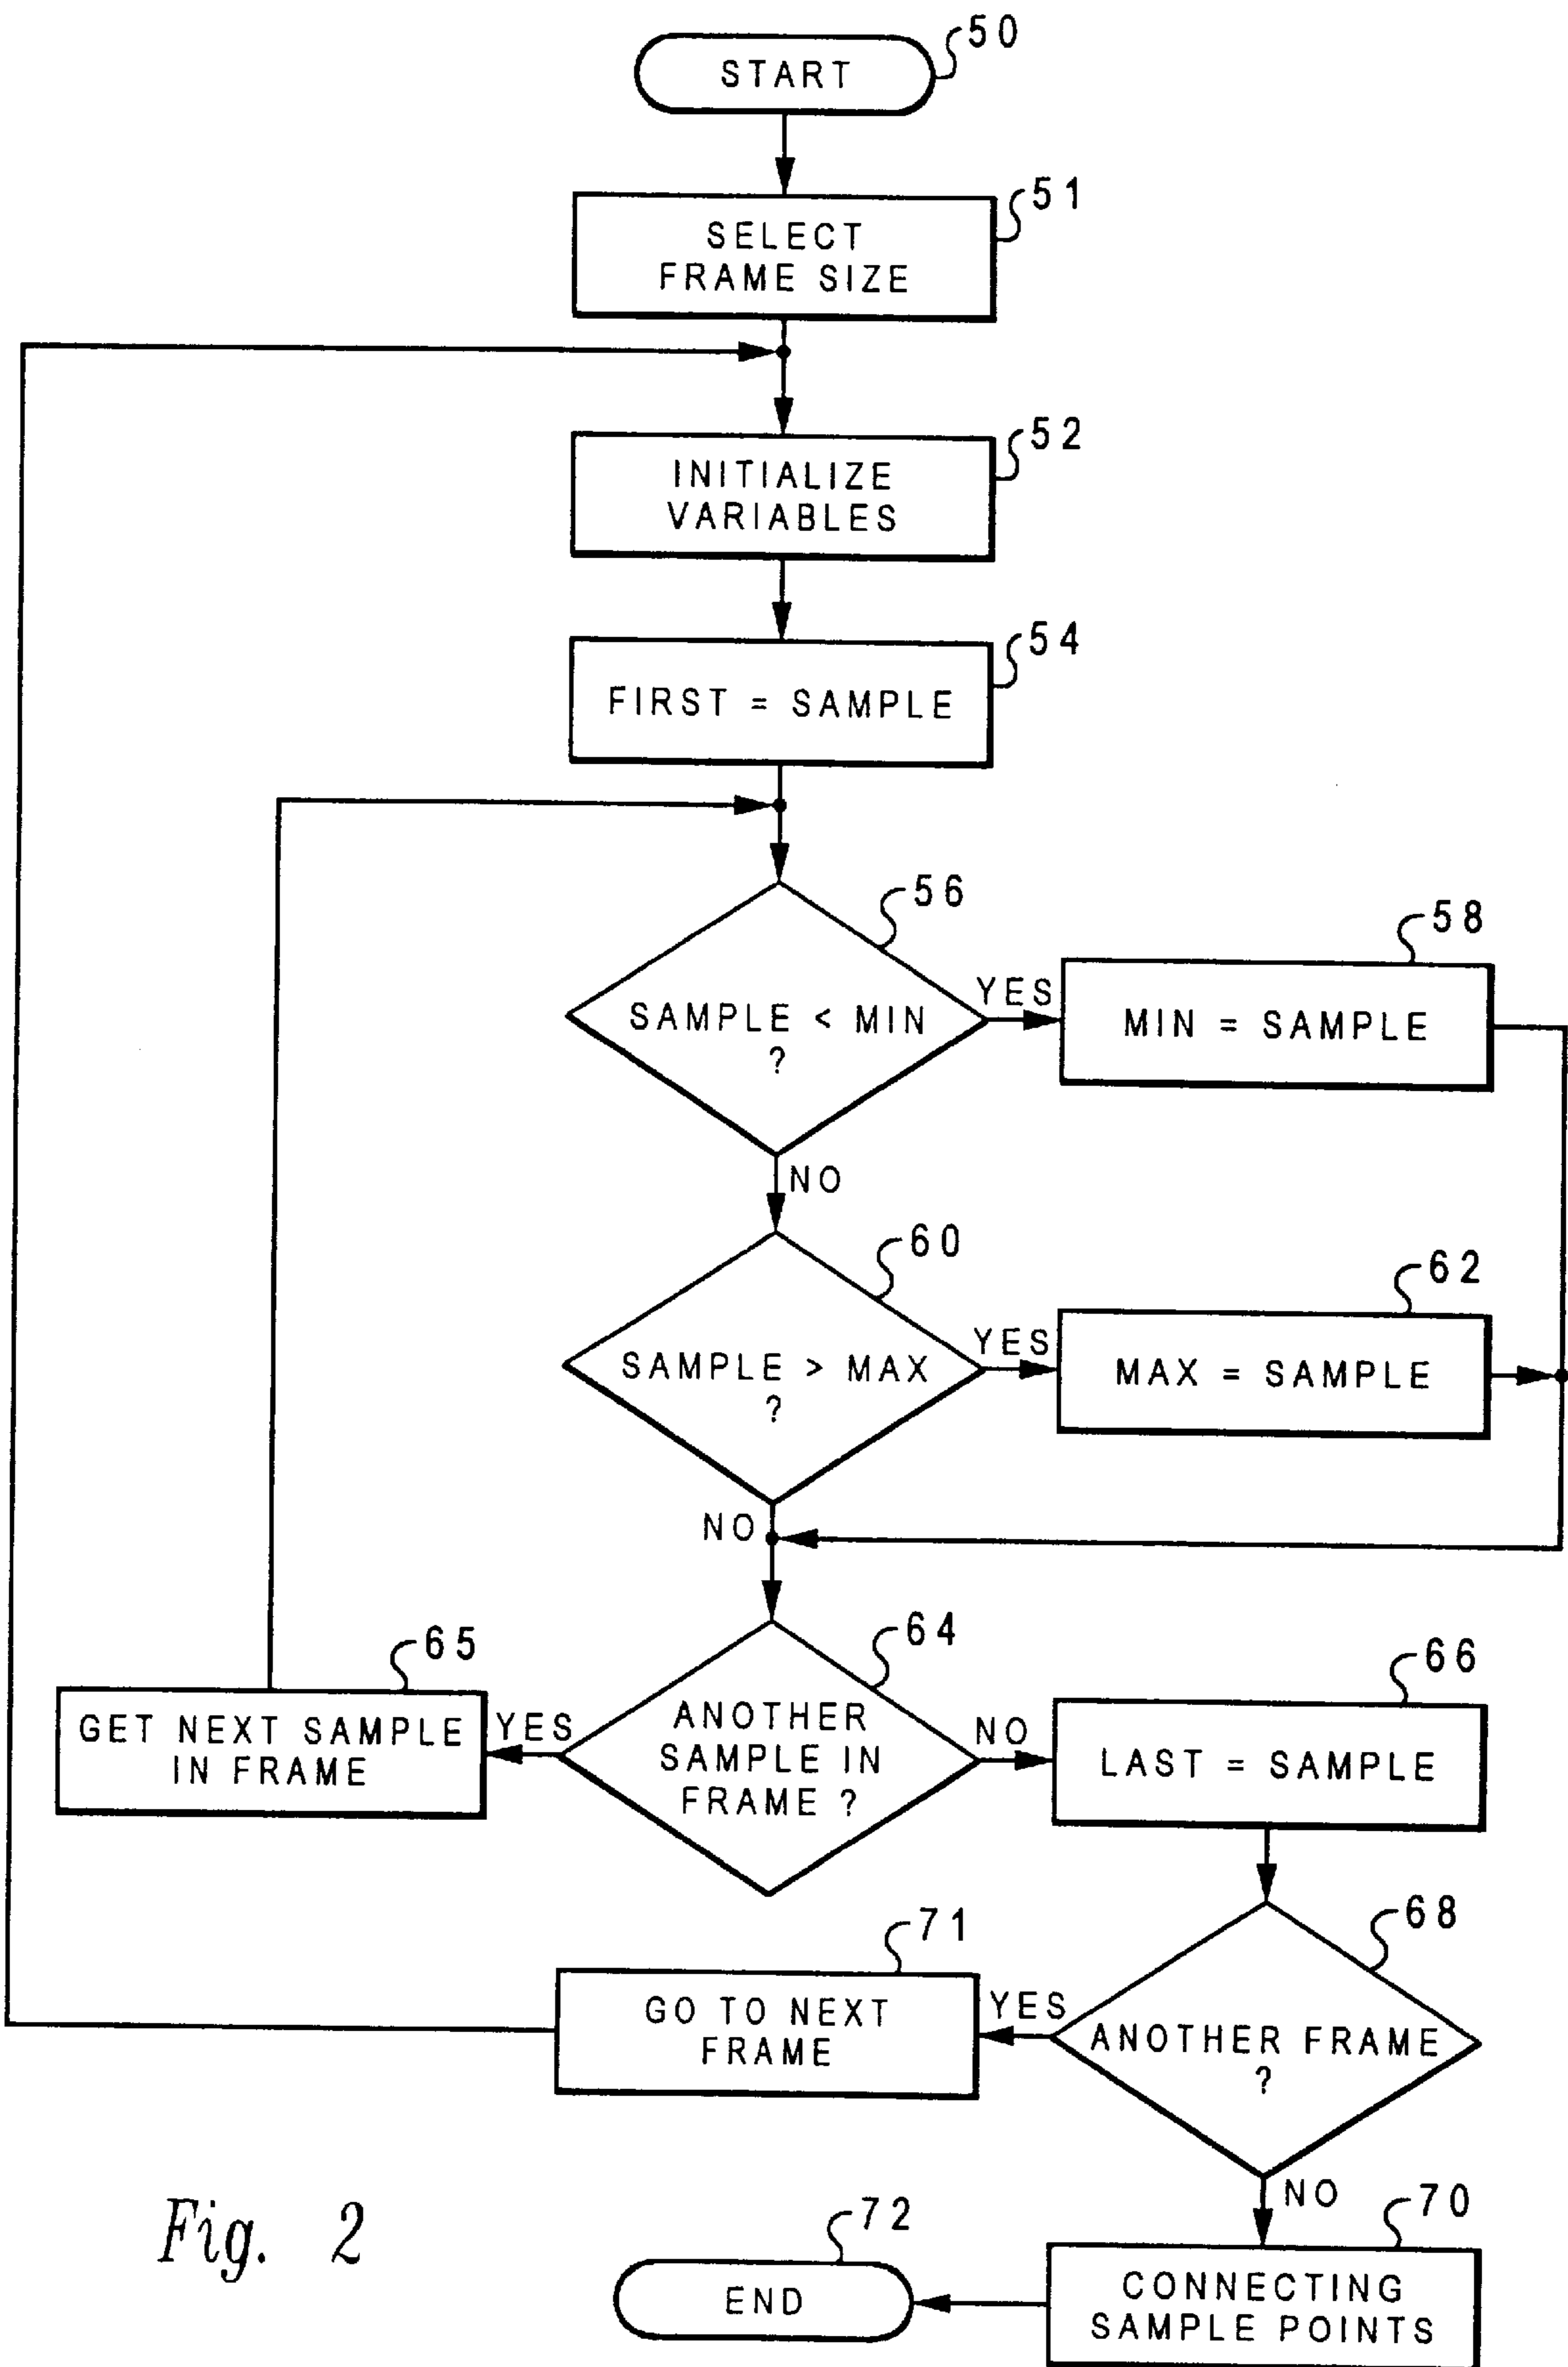 50
START
51
SELECT
FRAME SIZE
52
INITIALIZE
VARIABLES
54
FIRST = SAMPLE
56
SAMPLE < MIN
?
YES
58
MIN = SAMPLE
NO
60
SAMPLE > MAX
?
YES
62
MAX = SAMPLE
NO
64
ANOTHER
SAMPLE IN
FRAME ?
YES
65
GET NEXT SAMPLE
IN FRAME
NO
66
LAST = SAMPLE
68
ANOTHER FRAME
?
YES
71
GO TO NEXT
FRAME
NO
70
CONNECTING
SAMPLE POINTS
72
END
Fig. 2